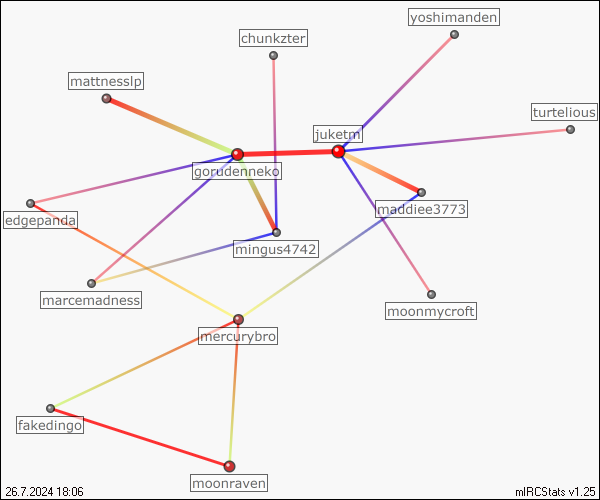 yoshimanden
chunkzter
mattnesslp
turtelious
juketm
gorudenneko
maddiee3773
edgepanda
mingus4742
marcemadness
moonmycroft
mercurybro
fakedingo
moonraven
26.7.2024 18:06
mIRCStats v1.25